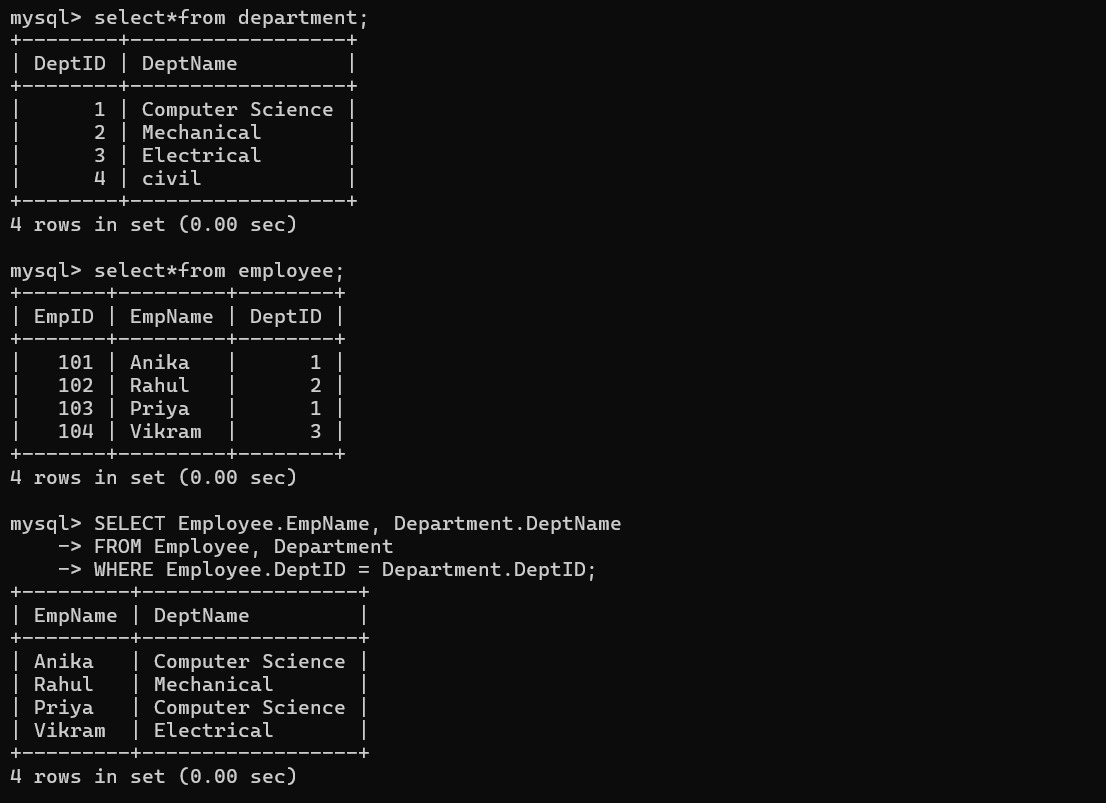 mysql> select*from department;
+--------+------------------+
| DeptID | DeptName         |
+--------+------------------+
|      1 | Computer Science |
|      2 | Mechanical       |
|      3 | Electrical       |
|      4 | civil            |
+--------+------------------+
4 rows in set (0.00 sec)

mysql> select*from employee;
+-------+---------+--------+
| EmpID | EmpName | DeptID |
+-------+---------+--------+
|   101 | Anika   |      1 |
|   102 | Rahul   |      2 |
|   103 | Priya   |      1 |
|   104 | Vikram  |      3 |
+-------+---------+--------+
4 rows in set (0.00 sec)

mysql> SELECT Employee.EmpName, Department.DeptName
    -> FROM Employee, Department
    -> WHERE Employee.DeptID = Department.DeptID;
+---------+------------------+
| EmpName | DeptName         |
+---------+------------------+
| Anika   | Computer Science |
| Rahul   | Mechanical       |
| Priya   | Computer Science |
| Vikram  | Electrical       |
+---------+------------------+
4 rows in set (0.00 sec)